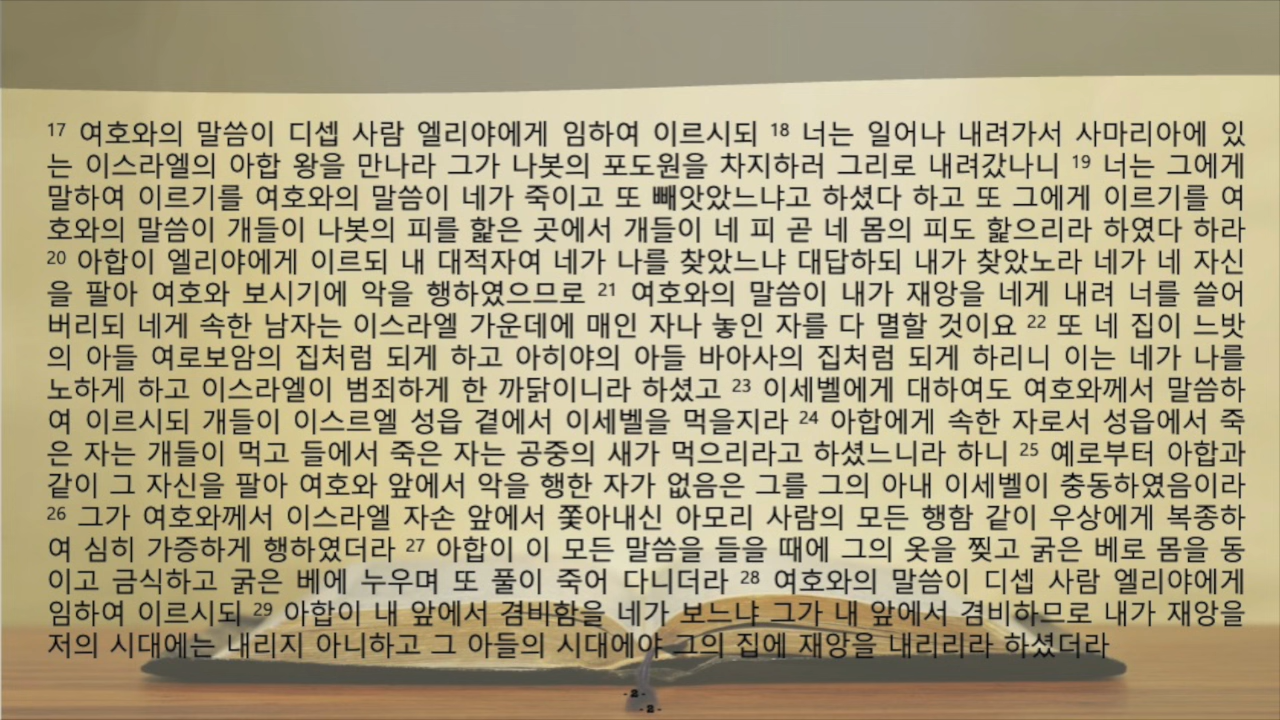 17 여호와의 말씀이 디셉 사람 엘리야에게 임하여 이르시되 18 너는 일어나 내려가서 사마리아에 있
는 이스라엘의 아합 왕을 만나라 그가 나봇의 포도원을 차지하러 그리로 내려갔나니 19 너는 그에게
말하여 이르기를 여호와의 말씀이 네가 죽이고 또 빼앗았느냐고 하셨다 하고 또 그에게 이르기를 여
호와의 말씀이 개들이 나봇의 피를 핥은 곳에서 개들이 네 피 곧 네 몸의 피도 핥으리라 하였다 하라
20 아합이 엘리야에게 이르되 내 대적자여 네가 나를 찾았느냐 대답하되 내가 찾았노라 네가 네 자신
을 팔아 여호와 보시기에 악을 행하였으므로 21 여호와의 말씀이 내가 재앙을 네게 내려 너를 쓸어
버리되 네게 속한 남자는 이스라엘 가운데에 매인 자나 놓인 자를 다 멸할 것이요 22 또 네 집이 느밧
의 아들 여로보암의 집처럼 되게 하고 아히야의 아들 바아사의 집처럼 되게 하리니 이는 네가 나를
노하게 하고 이스라엘이 범죄하게 한 까닭이니라 하셨고 23 이세벨에게 대하여도 여호와께서 말씀하
여 이르시되 개들이 이스르엘 성읍 곁에서 이세벨을 먹을지라 24 아합에게 속한 자로서 성읍에서 죽
은 자는 개들이 먹고 들에서 죽은 자는 공중의 새가 먹으리라고 하셨느니라 하니 25 예로부터 아합과
같이 그 자신을 팔아 여호와 앞에서 악을 행한 자가 없음은 그를 그의 아내 이세벨이 충동하였음이라
26 그가 여호와께서 이스라엘 자손 앞에서 쫓아내신 아모리 사람의 모든 행함 같이 우상에게 복종하
여 심히 가증하게 행하였더라 27 아합이 이 모든 말씀을 들을 때에 그의 옷을 찢고 굵은 베로 몸을 동
이고 금식하고 굵은 베에 누우며 또 풀이 죽어 다니더라 28 여호와의 말씀이 디셉 사람 엘리야에게
임하여 이르시되 29 아합이 내 앞에서 겸비함을 네가 보느냐 그가 내 앞에서 겸비하므로 내가 재앙을
저의 시대에는 내리지 아니하고 그 아들의 시대에야 그의 집에 재앙을 내리리라 하셨더라
- 2 -
- 2 -